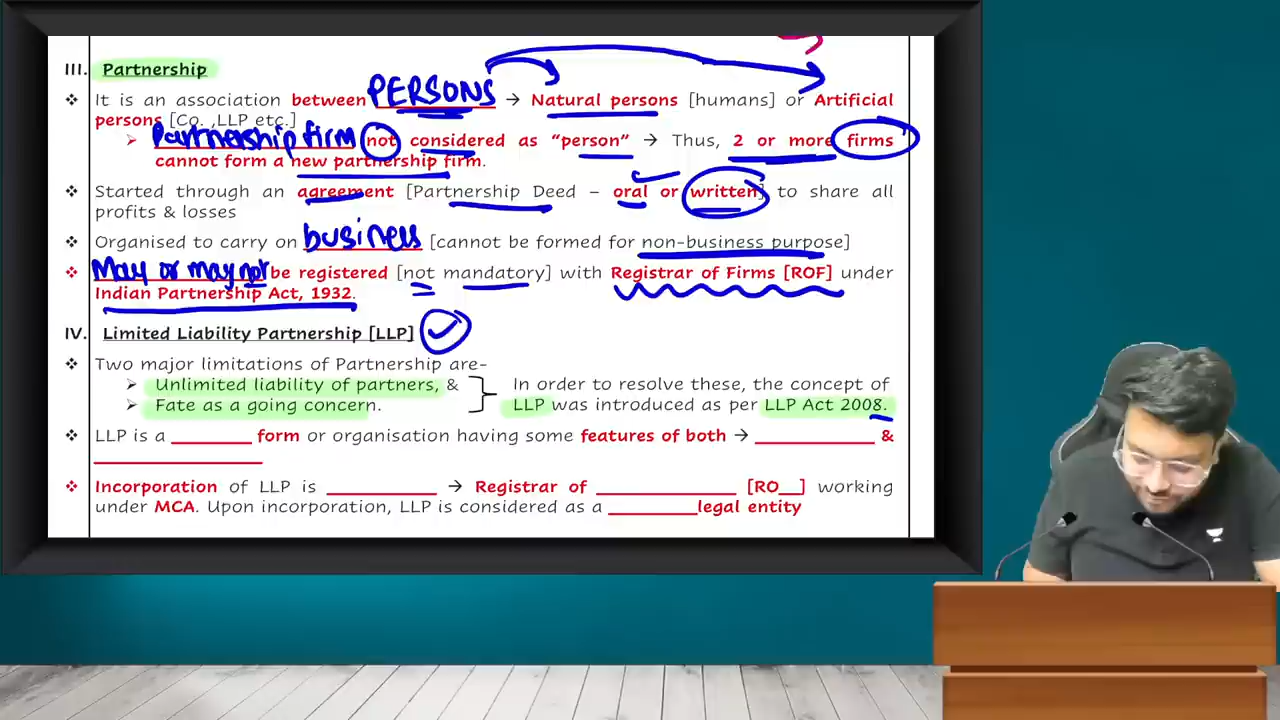 III. Partnership
❖ It is an association between PERSONS → Natural persons [humans] or Artificial
persons [Co. ,LLP etc.]
➢ Partnership firm not considered as “person” → Thus, 2 or more firms
cannot form a new partnership firm.
❖ Started through an agreement [Partnership Deed – oral or written] to share all
profits & losses
❖ Organised to carry on business [cannot be formed for non-business purpose]
❖ May or may not be registered [not mandatory] with Registrar of Firms [ROF] under
Indian Partnership Act, 1932.
IV. Limited Liability Partnership [LLP]
❖ Two major limitations of Partnership are-
➢ Unlimited liability of partners, & In order to resolve these, the concept of
➢ Fate as a going concern. LLP was introduced as per LLP Act 2008.
❖ LLP is a ________ form or organisation having some features of both → ____________ &
_________________
❖ Incorporation of LLP is ___________ → Registrar of ______________ [RO__] working
under MCA. Upon incorporation, LLP is considered as a _________legal entity